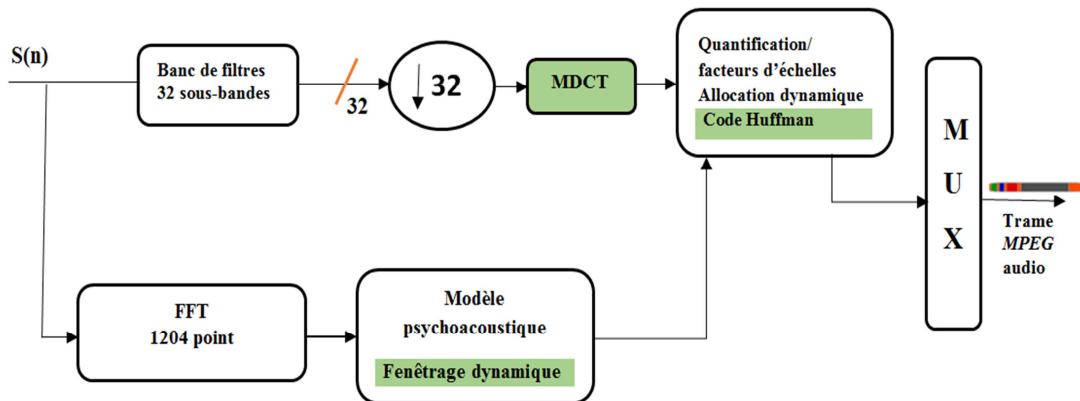 S(n)
Banc de filtres
32 sous-bandes
32
32
MDCT
Quantification/
facteurs d'échelles
Allocation dynamique
Code Huffman
M
U
X
Trame
MPEG
audio
FFT
1204 point
Modèle
psychoacoustique
Fenêtrage dynamique